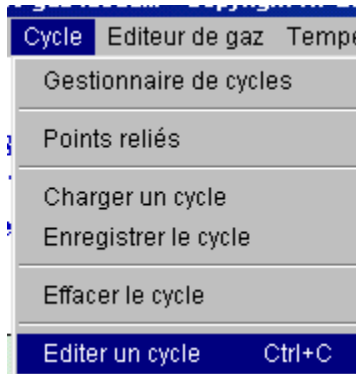 Cycle Editeur de gaz
Gestionnaire de cycles
Points reliés
Charger un cycle
Enregistrer le cycle
Effacer le cycle
Editer un cycle Ctrl+C